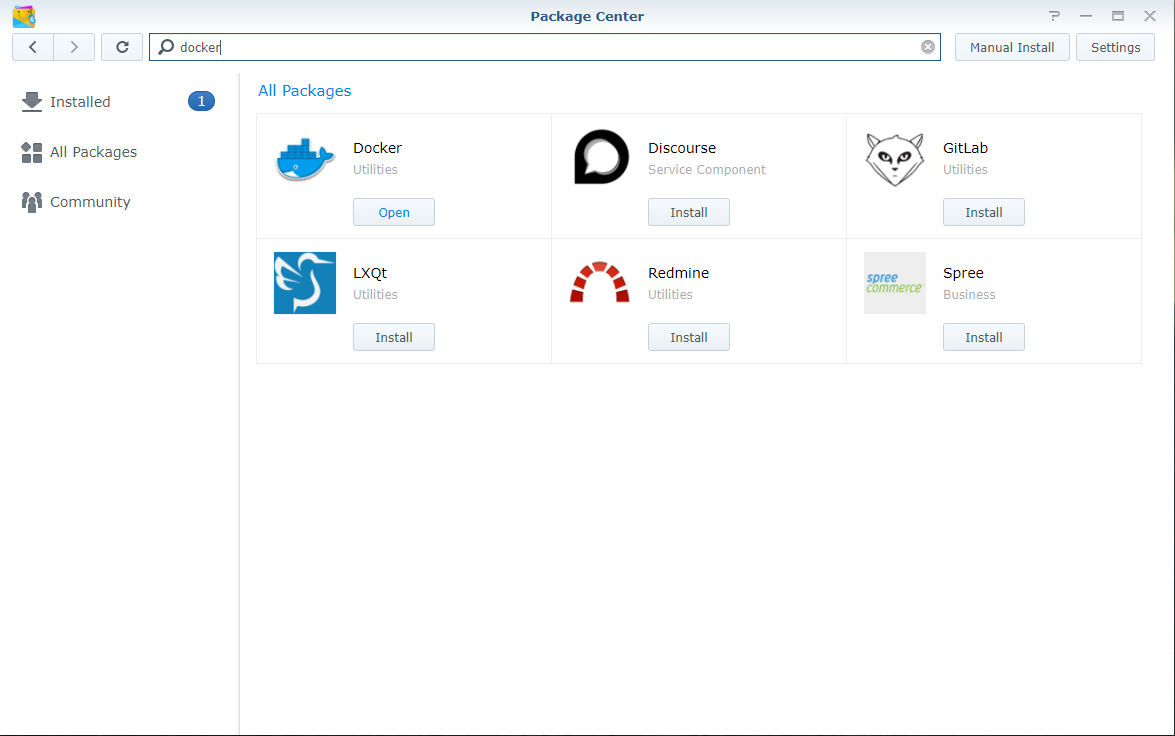 Package Center
docker
Manual Install
Settings
Installed
1
All Packages
Community
All Packages
Docker
Utilities
Open
Discourse
Service Component
Install
GitLab
Utilities
Install
LXQt
Utilities
Install
Redmine
Utilities
Install
spree
commerce
Spree
Business
Install